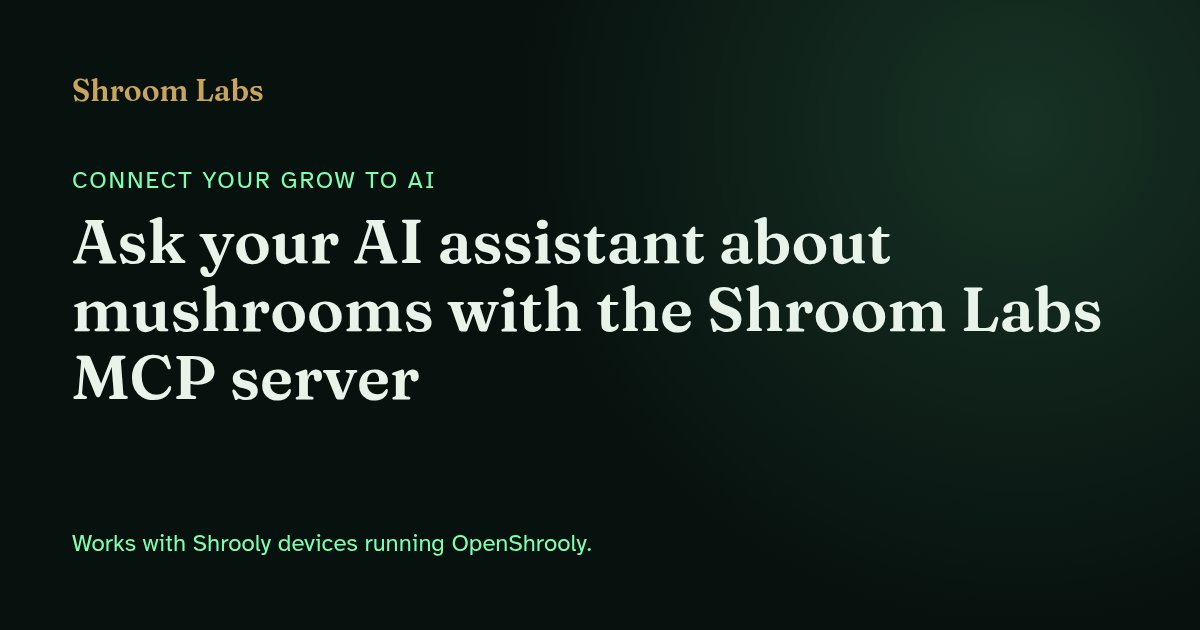 Shroom Labs
CONNECT YOUR GROW TO AI
Ask your AI assistant about
mushrooms with the Shroom Labs
MCP server
Works with Shrooly devices running OpenShrooly.